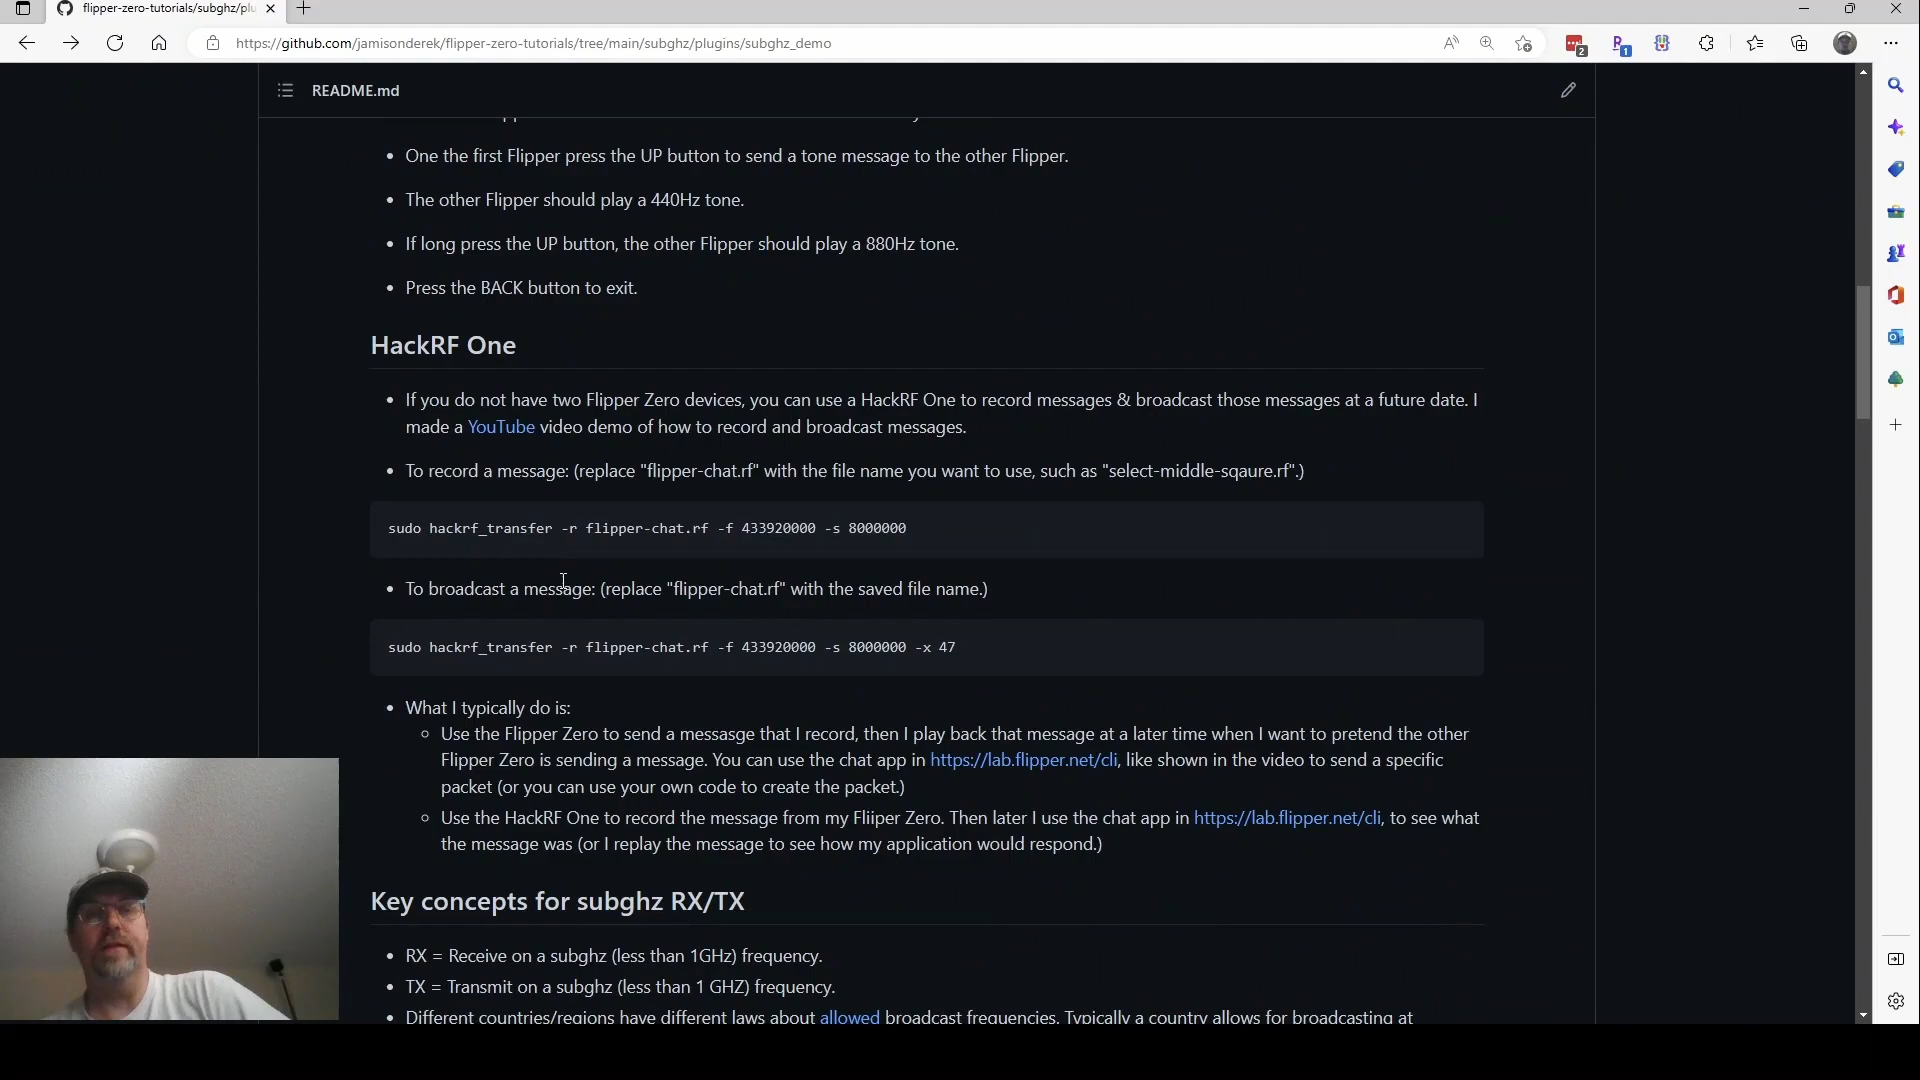 flipper-zero-tutorials/subghz/plu
https://github.com/jamisonderek/flipper-zero-tutorials/tree/main/subghz/plugins/subghz_demo
2
1
README.md
One the first Flipper press the UP button to send a tone message to the other Flipper.
The other Flipper should play a 440Hz tone.
If long press the UP button, the other Flipper should play a 880Hz tone.
Press the BACK button to exit.
HackRF One
If you do not have two Flipper Zero devices, you can use a HackRF One to record messages & broadcast those messages at a future date. I
made a YouTube video demo of how to record and broadcast messages.
To record a message: (replace "flipper-chat.rf" with the file name you want to use, such as "select-middle-sqaure.rf".)
sudo hackrf_transfer -r flipper-chat.rf -f 433920000 -s 8000000
To broadcast a message: (replace "flipper-chat.rf" with the saved file name.)
sudo hackrf_transfer -r flipper-chat.rf -f 433920000 -s 8000000 -x 47
What I typically do is:
Use the Flipper Zero to send a messasge that I record, then I play back that message at a later time when I want to pretend the other
Flipper Zero is sending a message. You can use the chat app in https://lab.flipper.net/cli, like shown in the video to send a specific
packet (or you can use your own code to create the packet.)
Use the HackRF One to record the message from my Fliiper Zero. Then later I use the chat app in https://lab.flipper.net/cli, to see what
the message was (or I replay the message to see how my application would respond.)
Key concepts for subghz RX/TX
RX = Receive on a subghz (less than 1GHz) frequency.
TX = Transmit on a subghz (less than 1 GHZ) frequency.
Different countries/regions have different laws about allowed broadcast frequencies. Typically a country allows for broadcasting at